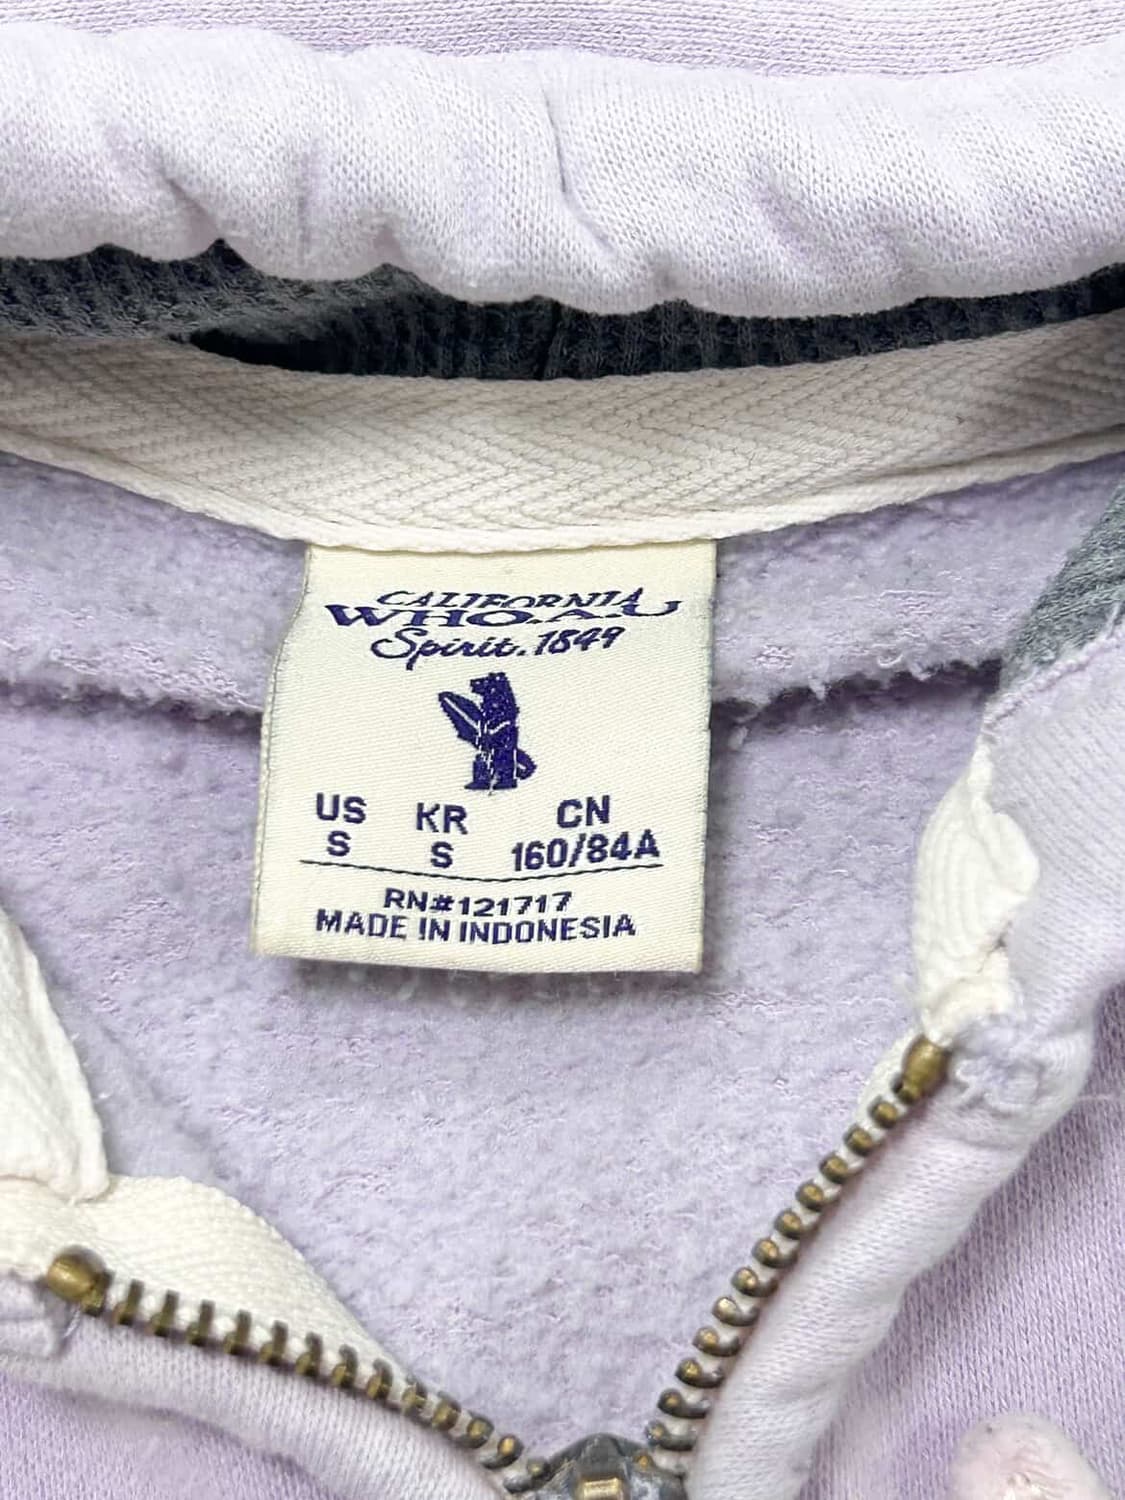 CALIFORNIA
WHO.A.U
Spirit.1849
US KR CN
S S 160/84A
RN#121717
MADE IN INDONESIA